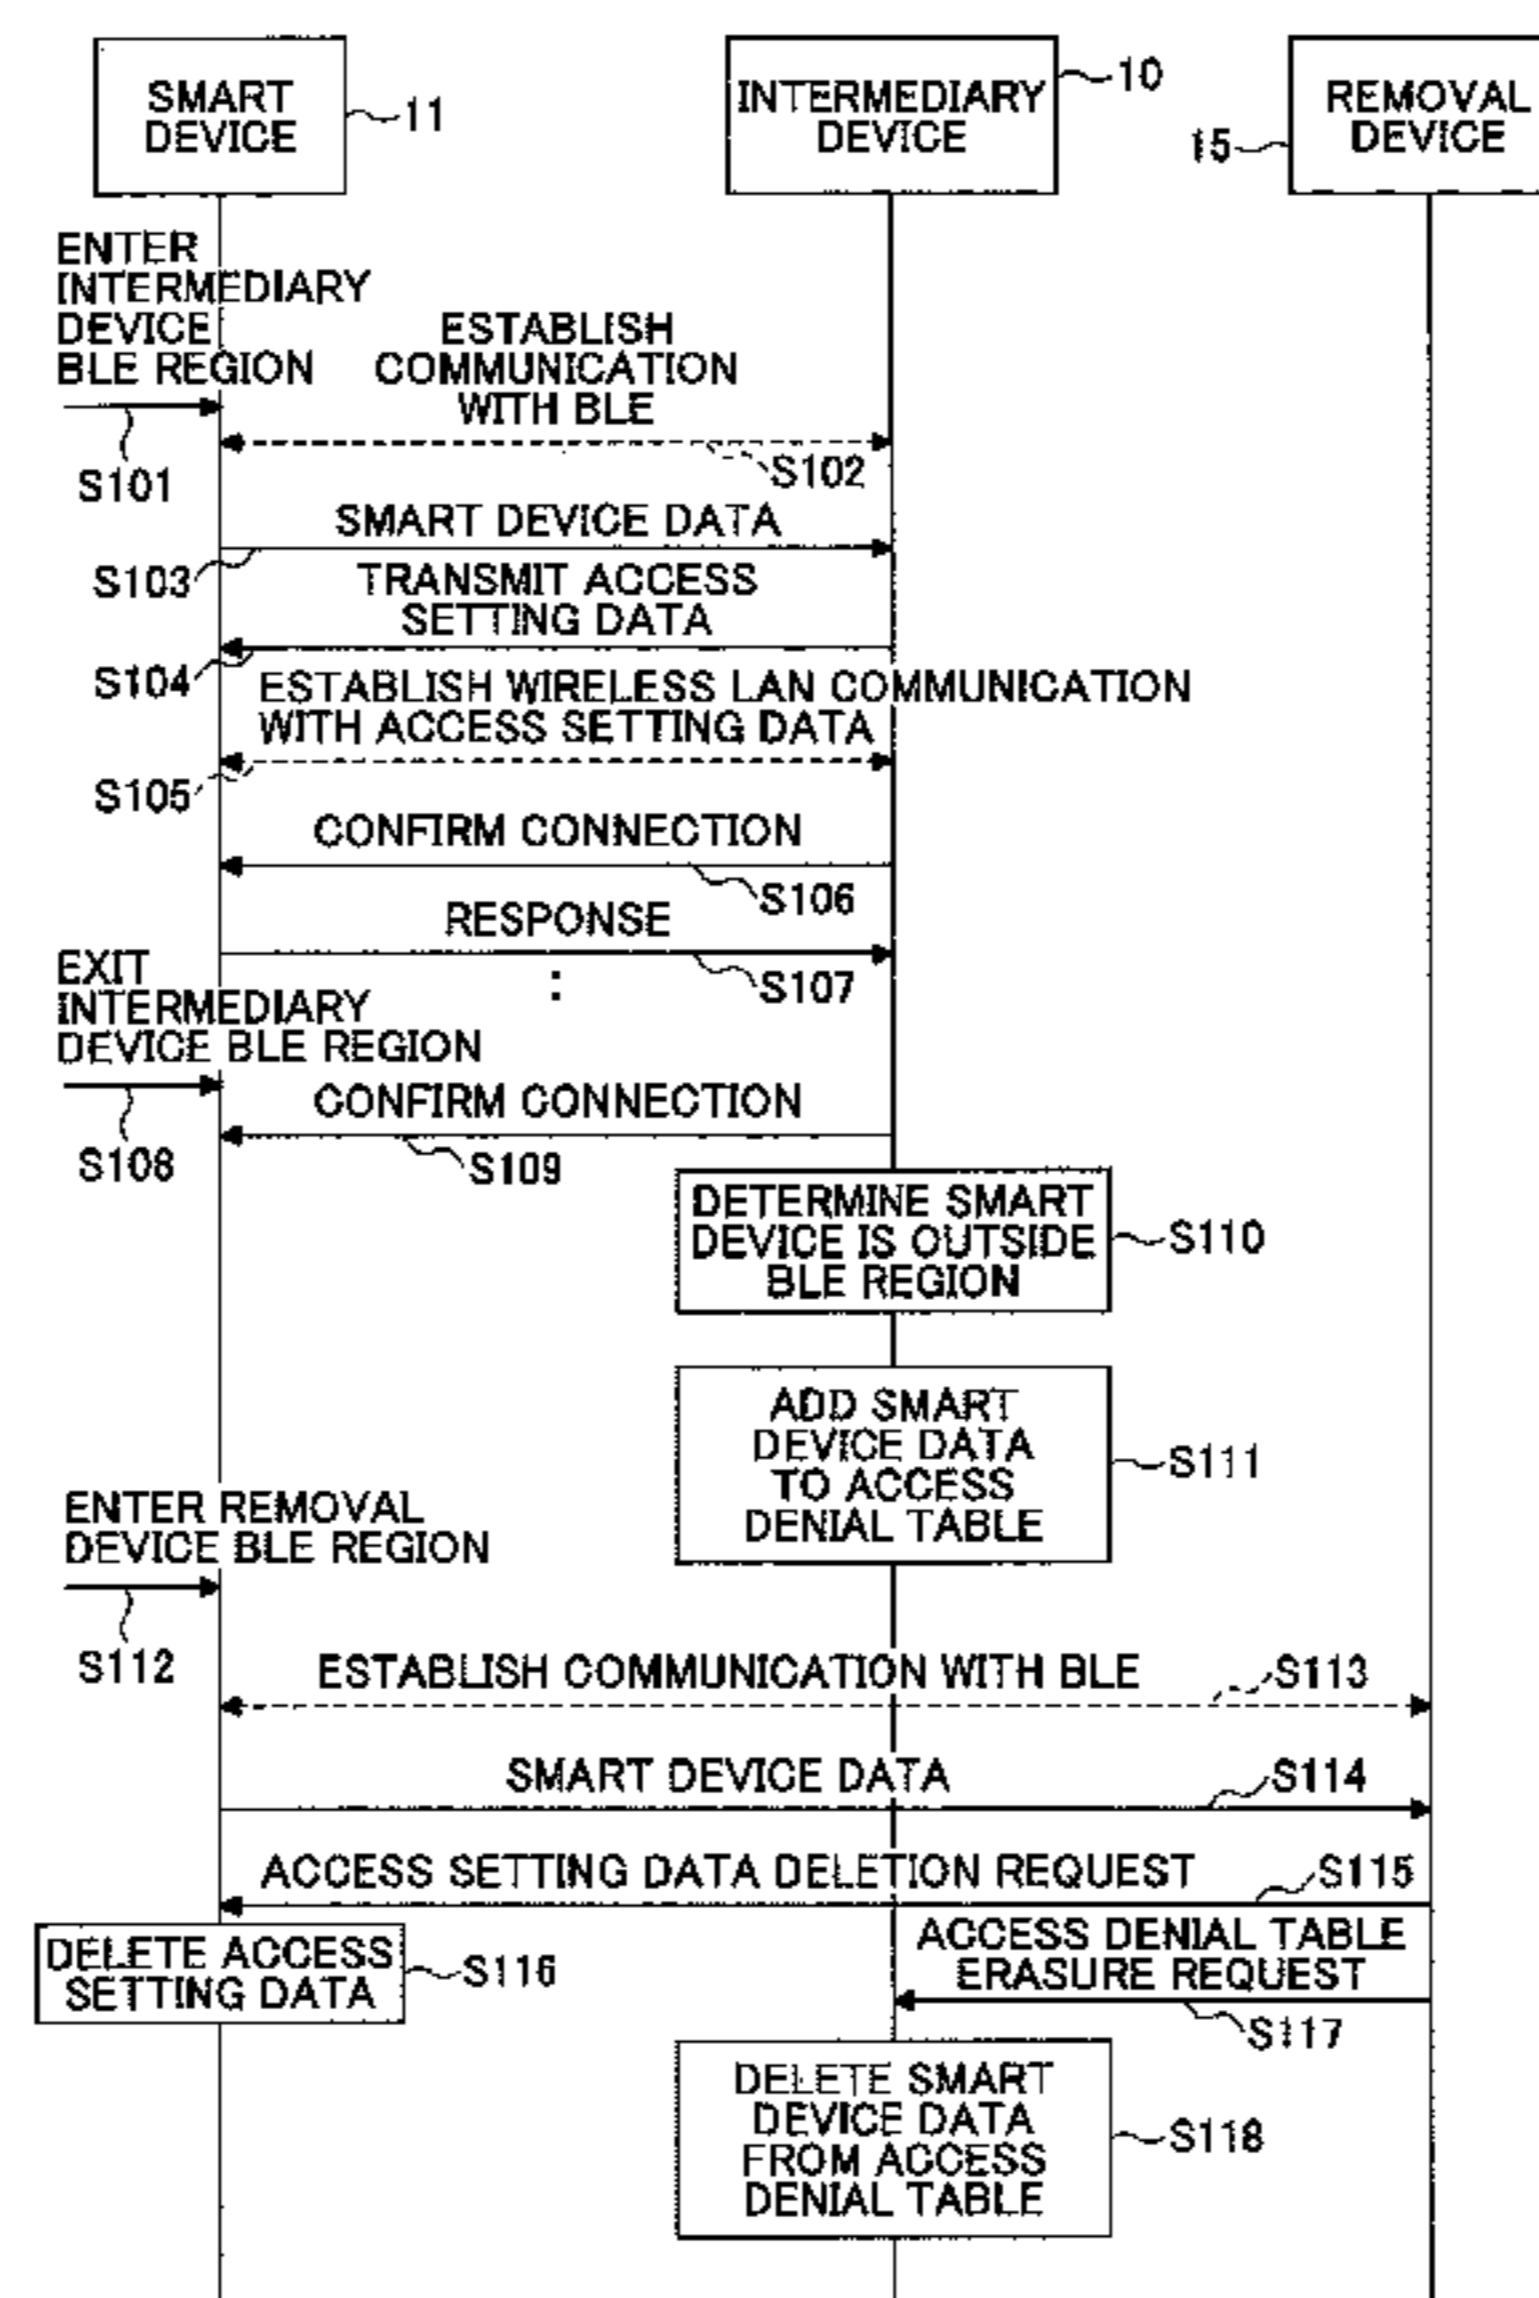 SMART
DEVICE
11
INTERMEDIARY
DEVICE
10
REMOVAL
DEVICE
15
ENTER
INTERMEDIARY
DEVICE
BLE REGION
S101
ESTABLISH
COMMUNICATION
WITH BLE
S102
SMART DEVICE DATA
S103
TRANSMIT ACCESS
SETTING DATA
S104
ESTABLISH WIRELESS LAN COMMUNICATION
WITH ACCESS SETTING DATA
S105
CONFIRM CONNECTION
S106
RESPONSE
S107
:
EXIT
INTERMEDIARY
DEVICE BLE REGION
S108
CONFIRM CONNECTION
S109
DETERMINE SMART
DEVICE IS OUTSIDE
BLE REGION
S110
ADD SMART
DEVICE DATA
TO ACCESS
DENIAL TABLE
S111
ENTER REMOVAL
DEVICE BLE REGION
S112
ESTABLISH COMMUNICATION WITH BLE
S113
SMART DEVICE DATA
S114
ACCESS SETTING DATA DELETION REQUEST
S115
DELETE ACCESS
SETTING DATA
S116
ACCESS DENIAL TABLE
ERASURE REQUEST
S117
DELETE SMART
DEVICE DATA
FROM ACCESS
DENIAL TABLE
S118